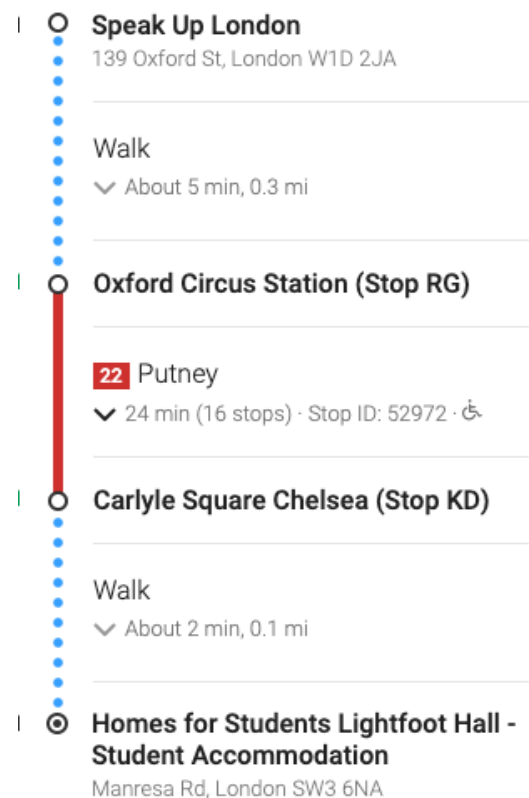 Speak Up London
139 Oxford St, London W1D 2JA
Walk
About 5 min, 0.3 mi
Oxford Circus Station (Stop RG)
22 Putney
24 min (16 stops) · Stop ID: 52972 ·
Carlyle Square Chelsea (Stop KD)
Walk
About 2 min, 0.1 mi
Homes for Students Lightfoot Hall -
Student Accommodation
Manresa Rd, London SW3 6NA